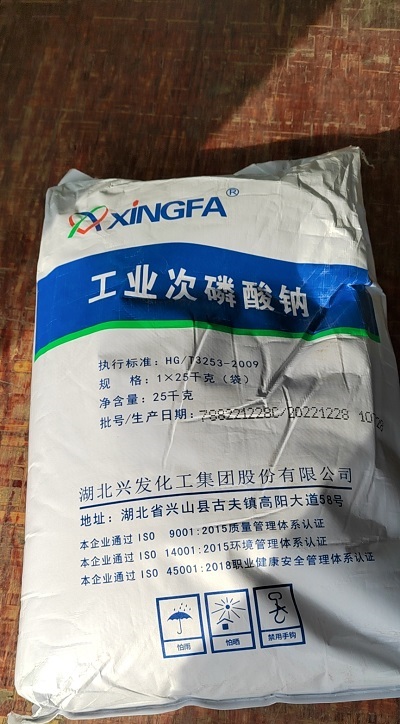 XINGFA®
工业次磷酸钠
执行标准：HG/T3253-2009
规 格：1×25千克（袋）
净含量：25千克
批号/生产日期：788221228C/20221228 10:28
湖北兴发化工集团股份有限公司
地址：湖北省兴山县古夫镇高阳大道58号
本企业通过 ISO 9001:2015质量管理体系认证
本企业通过 ISO 14001:2015环境管理体系认证
本企业通过 ISO 45001:2018职业健康安全管理体系认证
怕雨 怕晒 禁用手钩